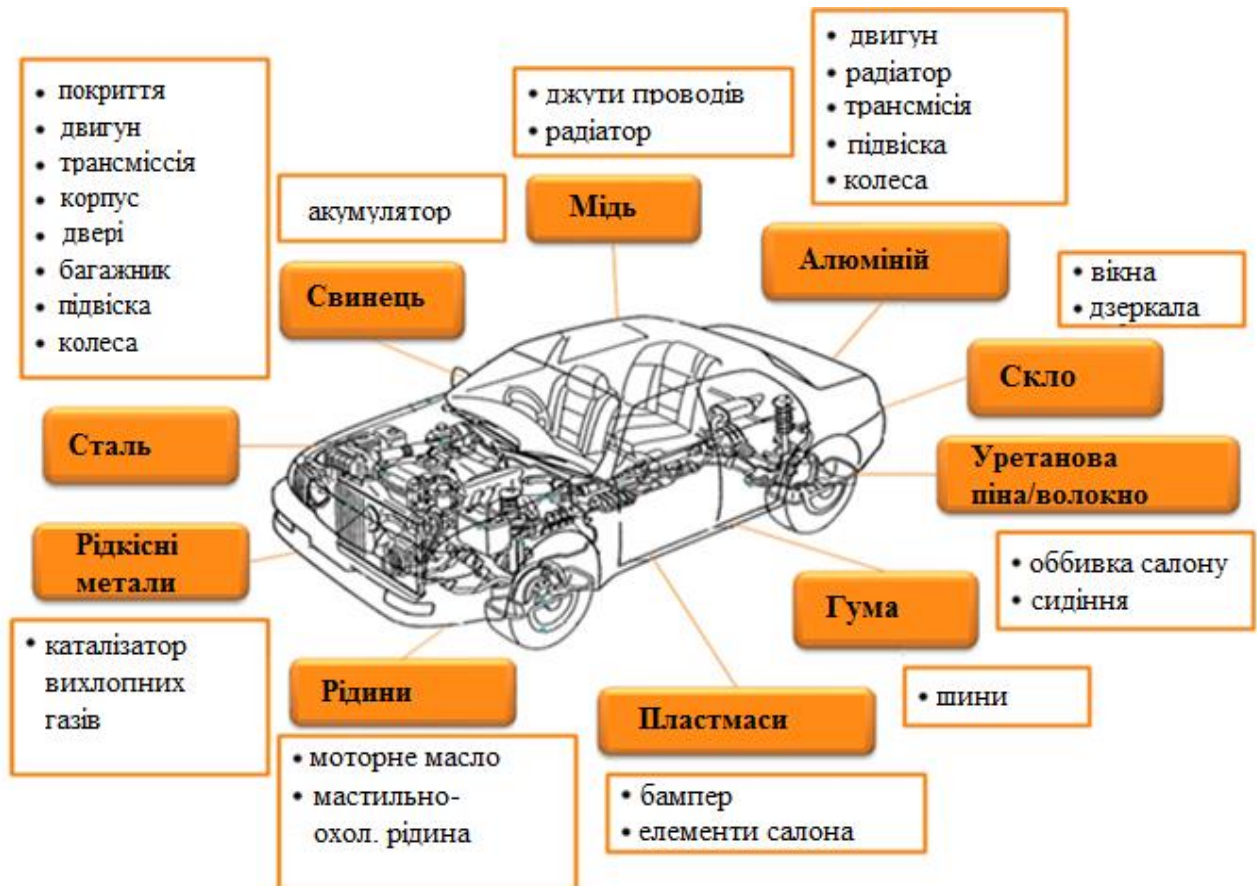 • покриття
• двигун
• трансміссія
• корпус
• двері
• багажник
• підвіска
• колеса
Сталь
акумулятор
Свинець
• джути проводів
• радіатор
Мідь
• двигун
• радіатор
• трансмісія
• підвіска
• колеса
Алюміній
• вікна
• дзеркала
Скло
Уретанова
піна/волокно
• оббивка салону
• сидіння
Гума
• шини
Пластмаси
• бампер
• елементи салона
Рідини
• моторне масло
• мастильно-
охол. рідина
Рідкісні
метали
• каталізатор
вихлопних
газів